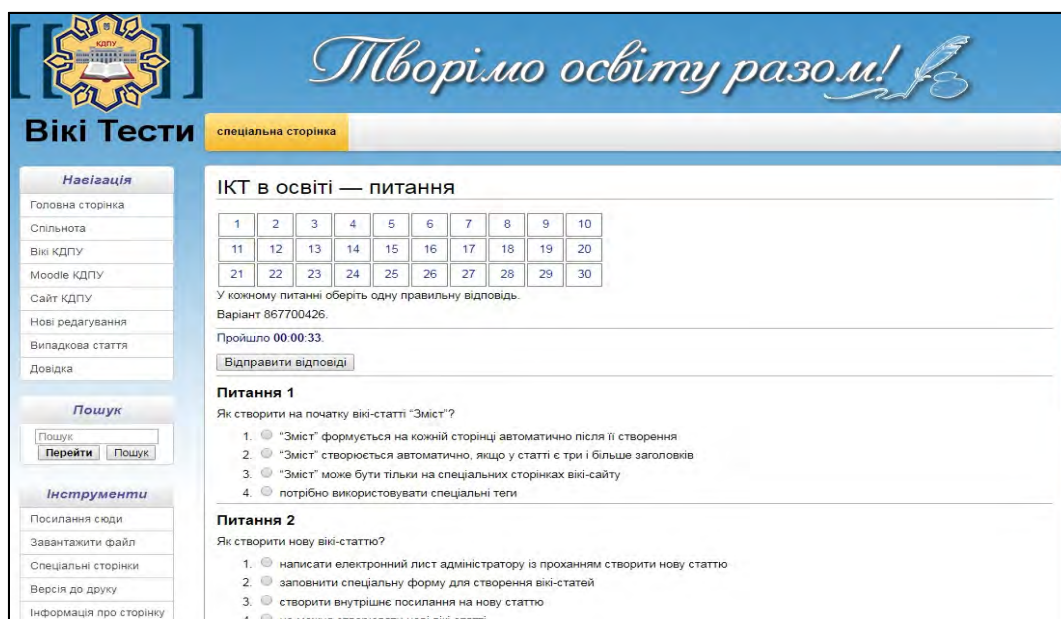 КДПУ
Творімо освіту разом!
Вікі Тести
спеціальна сторінка
Навігація
Головна сторінка
Спільнота
Вікі КДПУ
Moodle КДПУ
Сайт КДПУ
Нові редагування
Випадкова стаття
Довідка
Пошук
Пошук
Перейти Пошук
Інструменти
Посилання сюди
Завантажити файл
Спеціальні сторінки
Версія до друку
Інформація про сторінку
ІКТ в освіті — питання
1 2 3 4 5 6 7 8 9 10
11 12 13 14 15 16 17 18 19 20
21 22 23 24 25 26 27 28 29 30
У кожному питанні оберіть одну правильну відповідь.
Варіант 867700426.
Пройшло 00:00:33.
Відправити відповіді
Питання 1
Як створити на початку вікі-статті "Зміст"?
1. "Зміст" формується на кожній сторінці автоматично після її створення
2. "Зміст" створюється автоматично, якщо у статті є три і більше заголовків
3. "Зміст" може бути тільки на спеціальних сторінках вікі-сайту
4. потрібно використовувати спеціальні теги
Питання 2
Як створити нову вікі-статтю?
1. написати електронний лист адміністратору із проханням створити нову статтю
2. заповнити спеціальну форму для створення вікі-статей
3. створити внутрішнє посилання на нову статтю